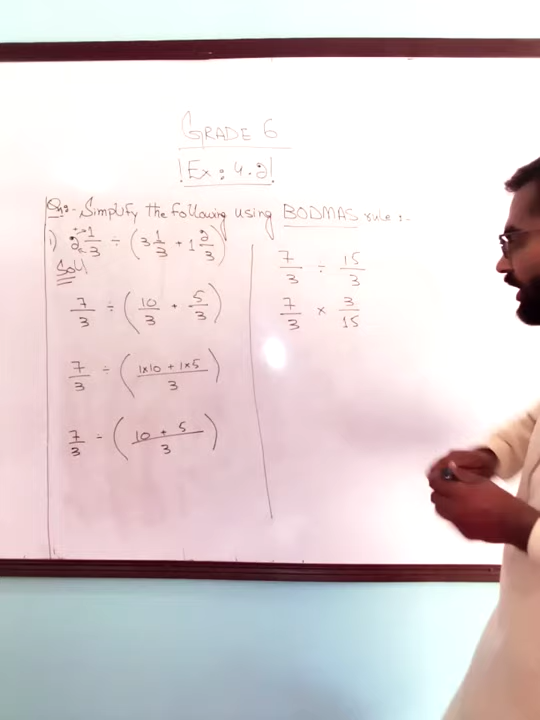 GRADE 6
Ex: 4.2
Qn2:- Simplify the following using BODMAS rule :-
i) 2 1/3 ÷ (3 1/3 + 1 2/3)
Sol/
7/3 ÷ (10/3 + 5/3)
7/3 ÷ (1x10 + 1x5 / 3)
7/3 ÷ (10 + 5 / 3)
7/3 ÷ 15/3
7/3 x 3/15